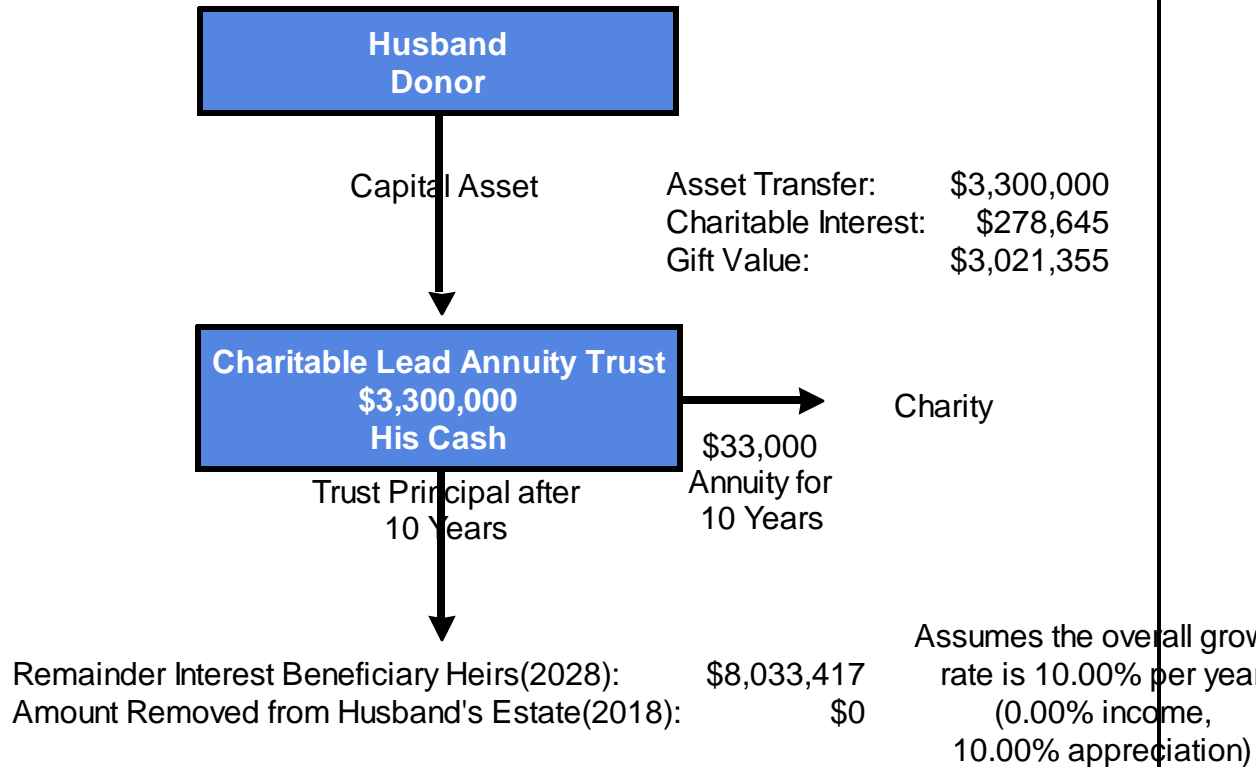 Husband
Donor
Capital Asset
Asset Transfer: $3,300,000
Charitable Interest: $278,645
Gift Value: $3,021,355
Charitable Lead Annuity Trust
$3,300,000
His Cash
Charity
$33,000
Annuity for
10 Years
Trust Principal after
10 Years
Remainder Interest Beneficiary Heirs(2028): $8,033,417
Amount Removed from Husband's Estate(2018): $0
Assumes the overall
rate is 10.00% per year
(0.00% income,
10.00% appreciation)